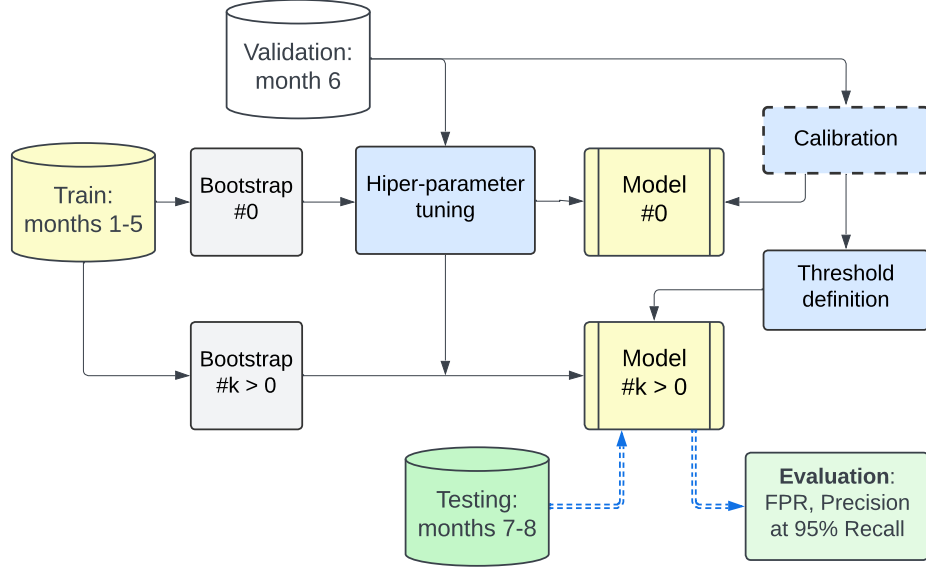 Validation:
month 6
Calibration
Train:
months 1-5
Bootstrap
#0
Hiper-parameter
tuning
Model
#0
Threshold
definition
Bootstrap
#k > 0
Model
#k > 0
Testing:
months 7-8
Evaluation:
FPR, Precision
at 95% Recall